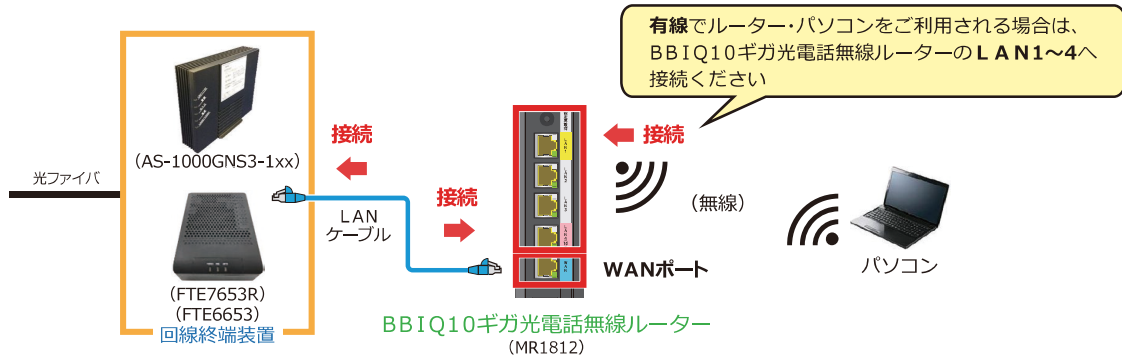 有線でルーター・パソコンをご利用される場合は、
BBIQ10ギガ光電話無線ルーターのLAN1～4へ
接続ください
光ファイバ
(AS-1000GNS3-1xx)
(FTE7653R)
(FTE6653)
回線終端装置
接続
LAN
ケーブル
接続
接続
LAN1
LAN2
LAN3
WAN
WANポート
BBIQ10ギガ光電話無線ルーター
(MR1812)
(無線)
パソコン